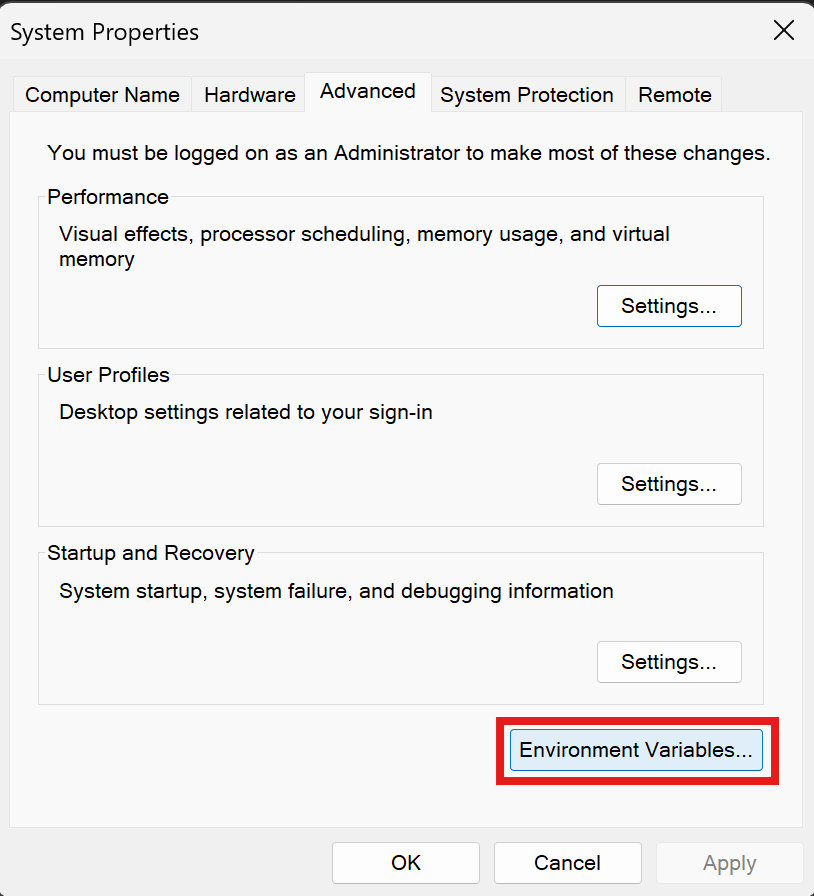 System Properties
Computer Name
Hardware
Advanced
System Protection
Remote
You must be logged on as an Administrator to make most of these changes.
Performance
Visual effects, processor scheduling, memory usage, and virtual
memory
Settings...
User Profiles
Desktop settings related to your sign-in
Settings...
Startup and Recovery
System startup, system failure, and debugging information
Settings...
Environment Variables...
OK
Cancel
Apply